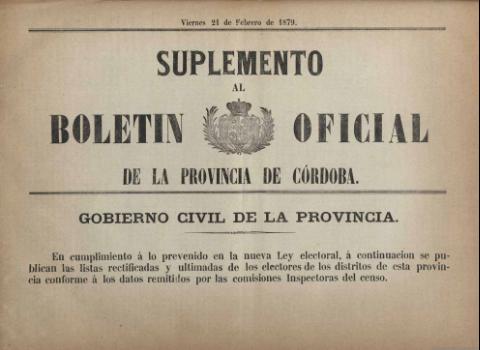 Viernes 21 de Febrero de 1879.
SUPLEMENTO
AL
BOLETIN OFICIAL
DE LA PROVINCIA DE CÓRDOBA.
GOBIERNO CIVIL DE LA PROVINCIA.
En cumplimiento à lo prevenido en la nueva Ley electoral, à continuacion se pu-
blican las listas rectificadas y ultimadas de los electores de los distritos de esta provin-
cia conforme à los datos remitidos por las comisiones Inspectoras del censo.